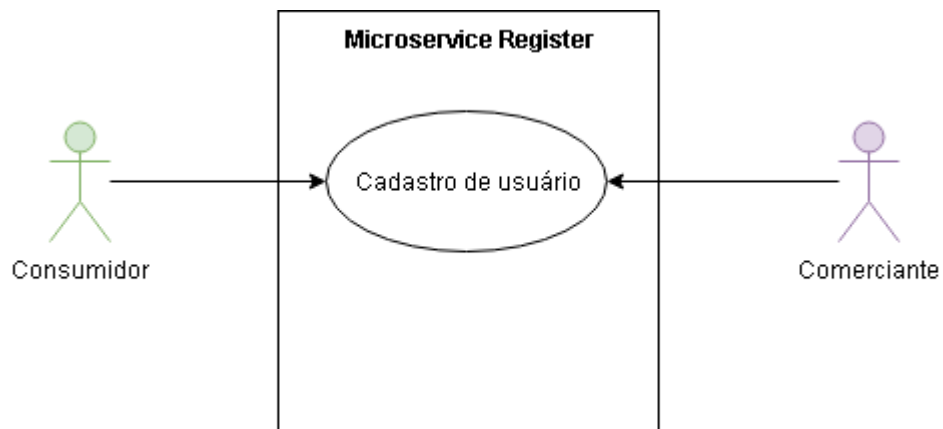 Microservice Register
Cadastro de usuário
Consumidor
Comerciante